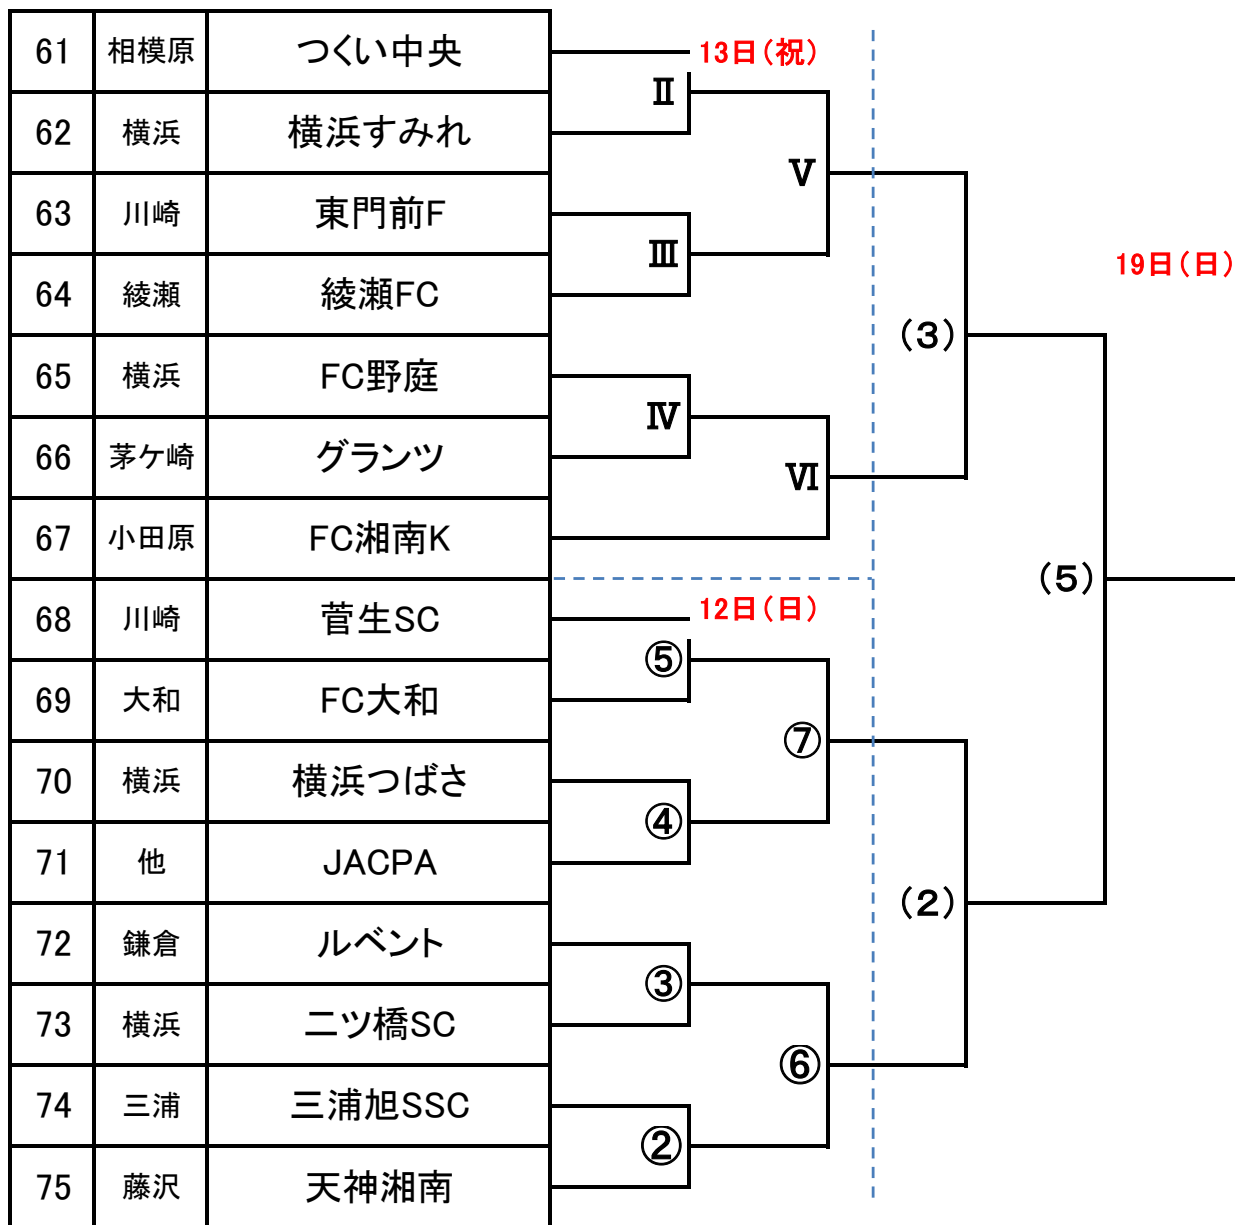 61 相模原 つくい中央 13日(祝)
Ⅱ
62 横浜 横浜すみれ
Ⅴ
63 川崎 東門前F
Ⅲ 19日(日)
64 綾瀬 綾瀬FC
(3)
65 横浜 FC野庭
Ⅳ
66 茅ケ崎 グランツ
Ⅵ
67 小田原 FC湘南K
(5)
68 川崎 菅生SC 12日(日)
⑤
69 大和 FC大和
⑦
70 横浜 横浜つばさ
④
71 他 JACPA
(2)
72 鎌倉 ルベント
③
73 横浜 二ツ橋SC
⑥
74 三浦 三浦旭SSC
②
75 藤沢 天神湘南